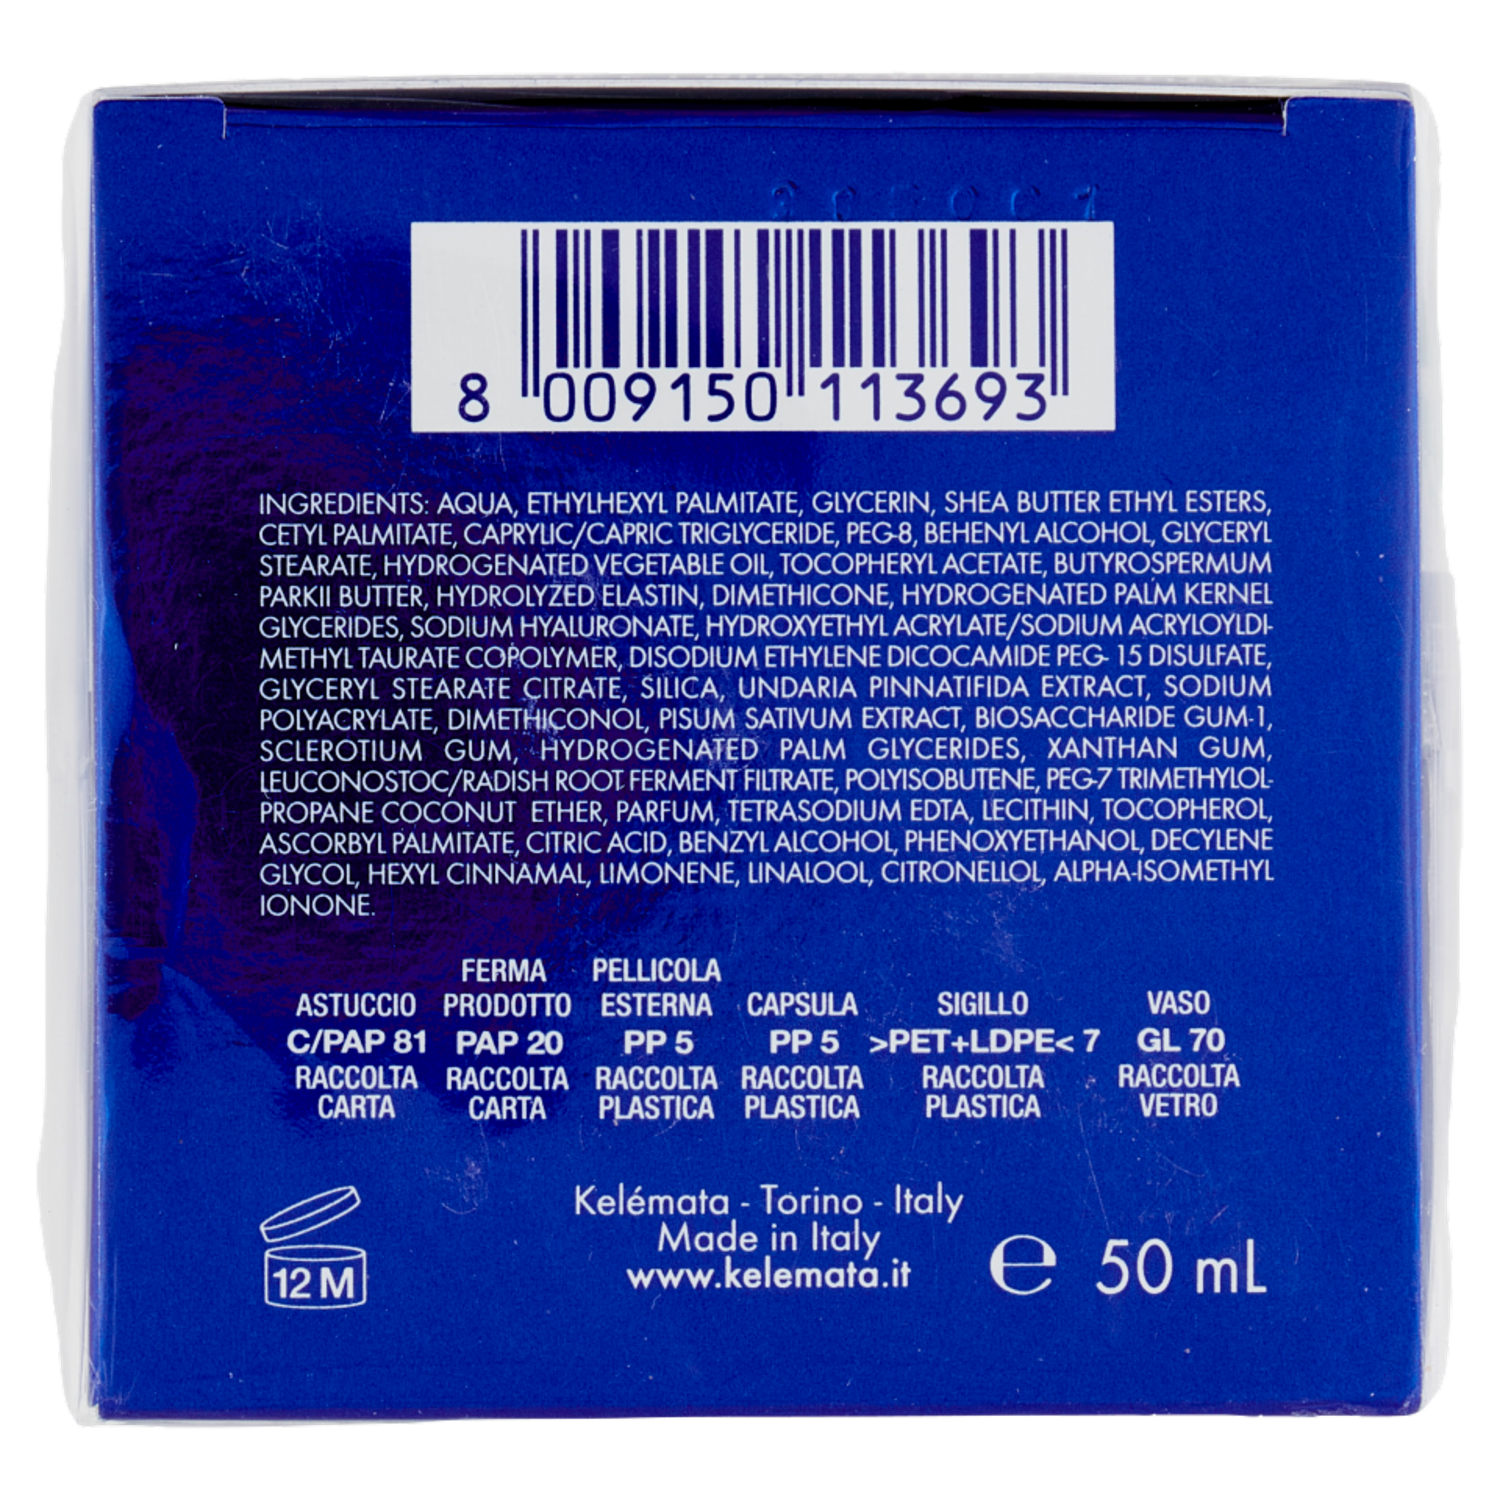 8 009150 113693
INGREDIENTS: AQUA, ETHYLHEXYL PALMITATE, GLYCERIN, SHEA BUTTER ETHYL ESTERS,
CETYL PALMITATE, CAPRYLIC/CAPRIC TRIGLYCERIDE, PEG-8, BEHENYL ALCOHOL, GLYCERYL
STEARATE, HYDROGENATED VEGETABLE OIL, TOCOPHERYL ACETATE, BUTYROSPERMUM
PARKII BUTTER, HYDROLYZED ELASTIN, DIMETHICONE, HYDROGENATED PALM KERNEL
GLYCERIDES, SODIUM HYALURONATE, HYDROXYETHYL ACRYLATE/SODIUM ACRYLOYLDI-
METHYL TAURATE COPOLYMER, DISODIUM ETHYLENE DICOCAMIDE PEG- 15 DISULFATE,
GLYCERYL STEARATE CITRATE, SILICA, UNDARIA PINNATIFIDA EXTRACT, SODIUM
POLYACRYLATE, DIMETHICONOL, PISUM SATIVUM EXTRACT, BIOSACCHARIDE GUM-1,
SCLEROTIUM GUM, HYDROGENATED PALM GLYCERIDES, XANTHAN GUM,
LEUCONOSTOC/RADISH ROOT FERMENT FILTRATE, POLYISOBUTENE, PEG-7 TRIMETHYLOL-
PROPANE COCONUT ETHER, PARFUM, TETRASODIUM EDTA, LECITHIN, TOCOPHEROL,
ASCORBYL PALMITATE, CITRIC ACID, BENZYL ALCOHOL, PHENOXYETHANOL, DECYLENE
GLYCOL, HEXYL CINNAMAL, LIMONENE, LINALOOL, CITRONELLOL, ALPHA-ISOMETHYL
IONONE.
FERMA PELLICOLA
ASTUCCIO PRODOTTO ESTERNA CAPSULA SIGILLO VASO
C/PAP 81 PAP 20 PP 5 PP 5 >PET+LDPE< 7 GL 70
RACCOLTA RACCOLTA RACCOLTA RACCOLTA RACCOLTA RACCOLTA
CARTA CARTA PLASTICA PLASTICA PLASTICA VETRO
Kelémata - Torino - Italy
Made in Italy
www.kelemata.it
12 M
e 50 mL